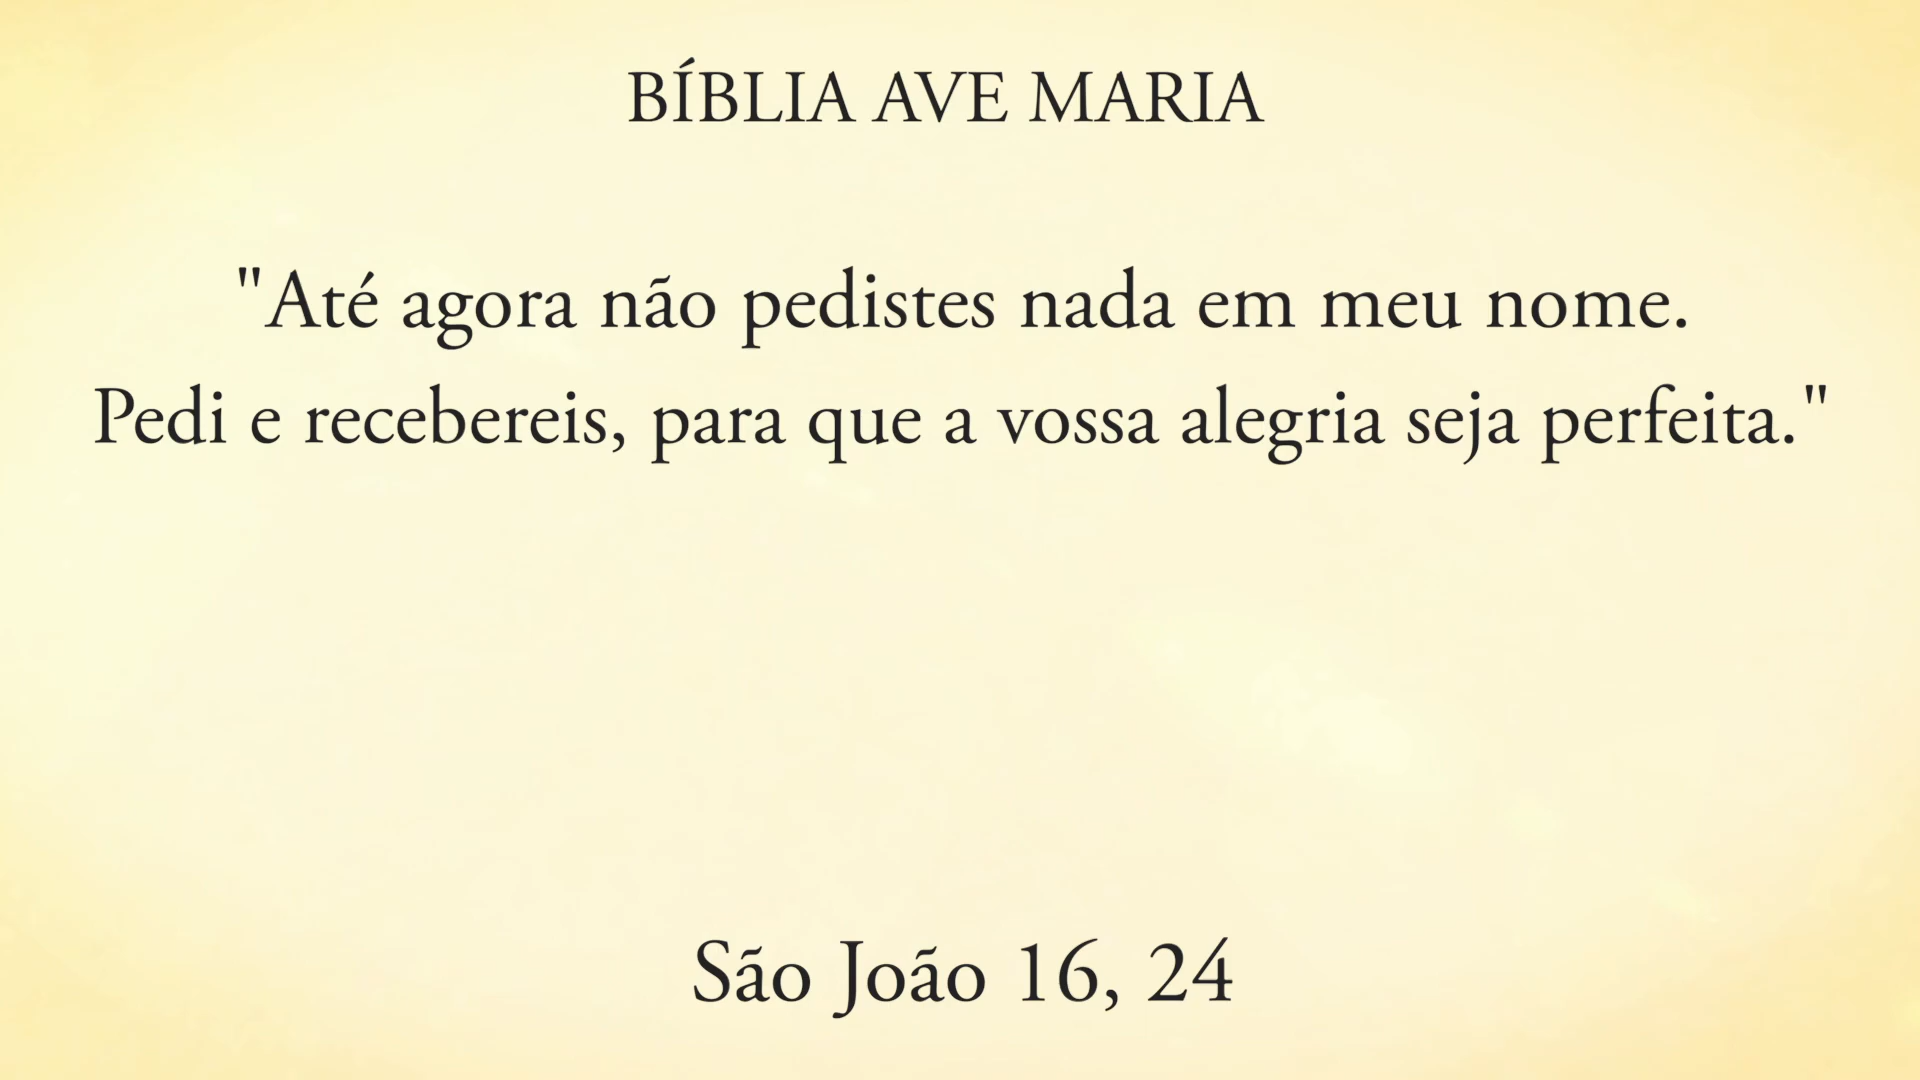 BÍBLIA AVE MARIA
"Até agora não pedistes nada em meu nome.
Pedi e recebereis, para que a vossa alegria seja perfeita."
São João 16, 24